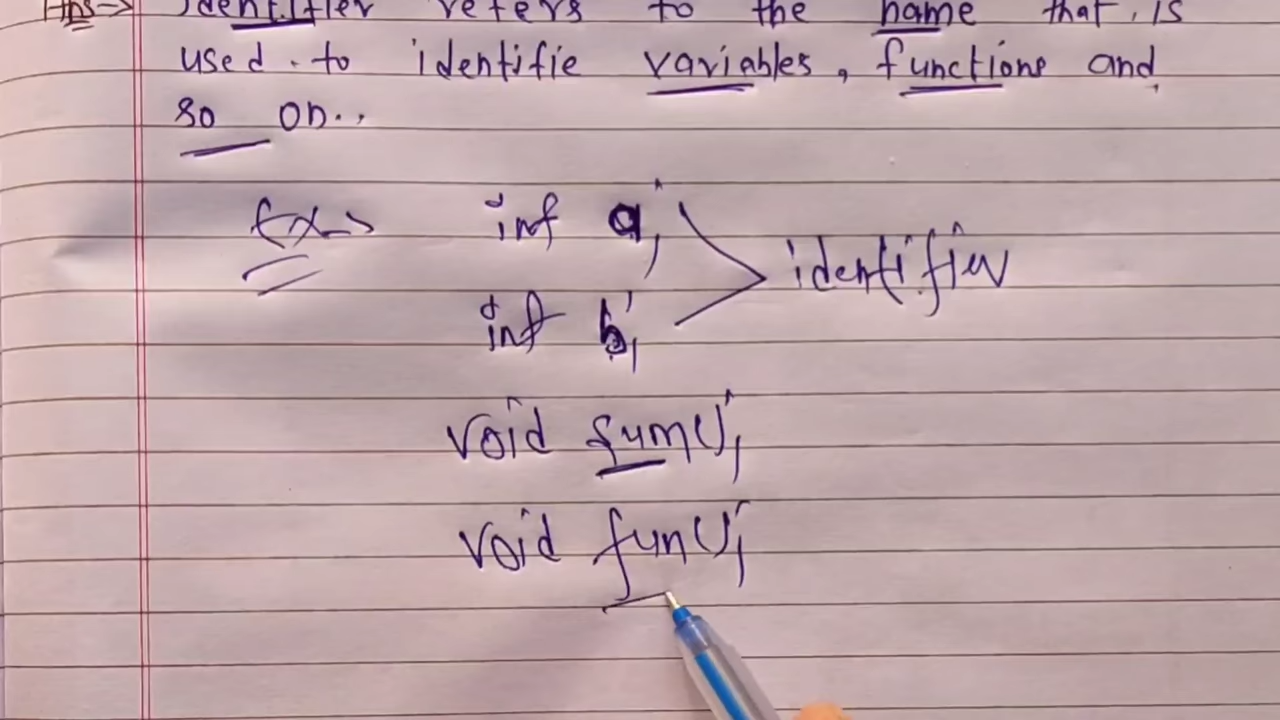 Ans->
identifier refers to the name that is
used to identifie variables, functions and
so on..
Ex->
int a;
identifier
int b;
void sum();
void fun();